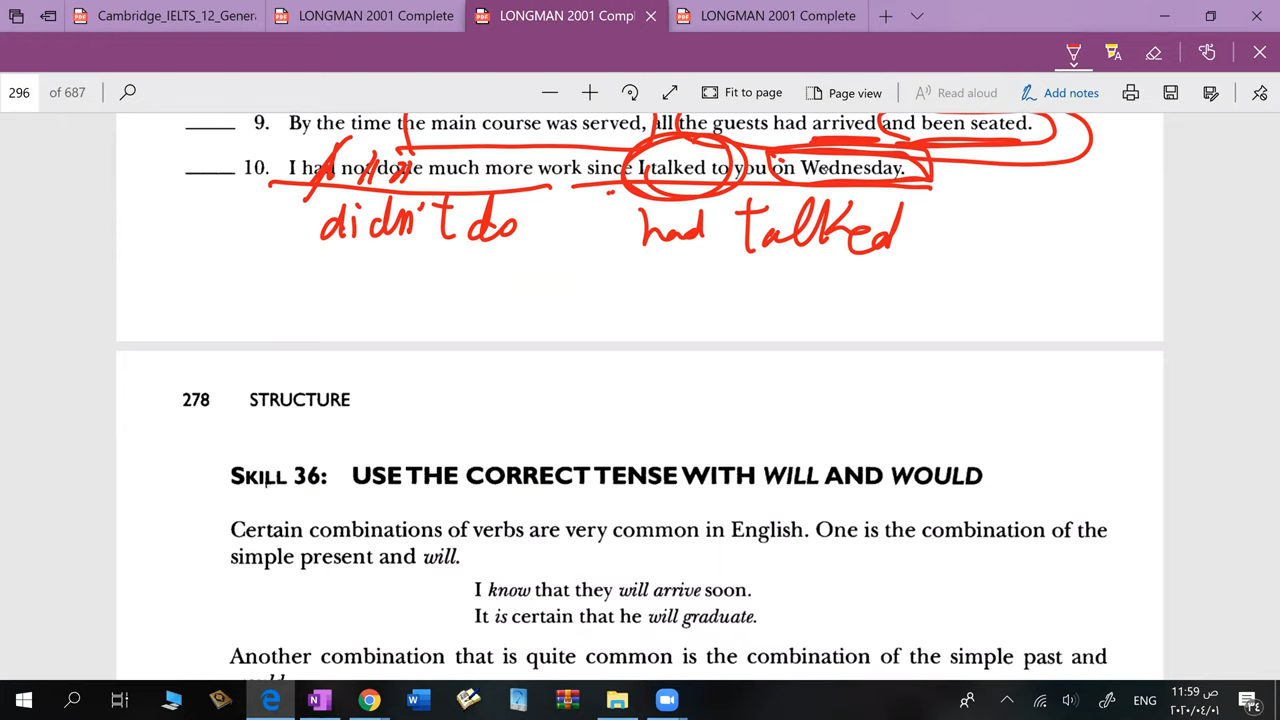 Cambridge_IELTS_12_Genera
LONGMAN 2001 Complete
LONGMAN 2001 Compl
LONGMAN 2001 Complete
296 of 687
Fit to page
Page view
Read aloud
Add notes
9. By the time the main course was served, all the guests had arrived and been seated.
10. I had not done much more work since I talked to you on Wednesday.
didn't do had talked
278 STRUCTURE
SKILL 36: USE THE CORRECT TENSE WITH WILL AND WOULD
Certain combinations of verbs are very common in English. One is the combination of the
simple present and will.
I know that they will arrive soon.
It is certain that he will graduate.
Another combination that is quite common is the combination of the simple past and
ENG
11:59 ص